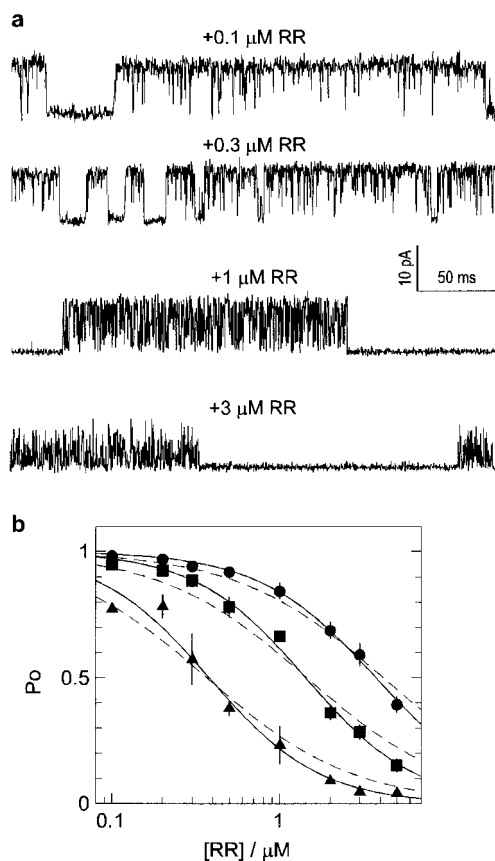 a
+0.1 µM RR
+0.3 µM RR
10 pA
50 ms
+1 µM RR
+3 µM RR
b
1
0.5
0
Po
0.1
1
[RR] / µM